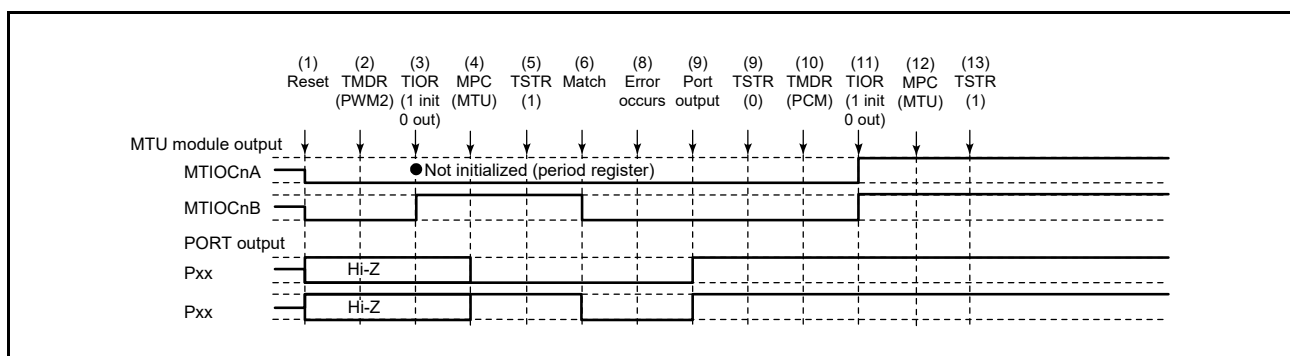 (1) (2) (3) (4) (5) (6) (8) (9) (9) (10) (11) (12) (13)
Reset TMDR TIOR MPC TSTR Match Error Port TSTR TMDR TIOR MPC TSTR
(PWM2) (1 init (MTU) (1) occurs output (0) (PCM) (1 init (MTU) (1)
0 out) 0 out)
MTU module output
MTIOCnA
Not initialized (period register)
MTIOCnB
PORT output
Pxx
Hi-Z
Pxx
Hi-Z